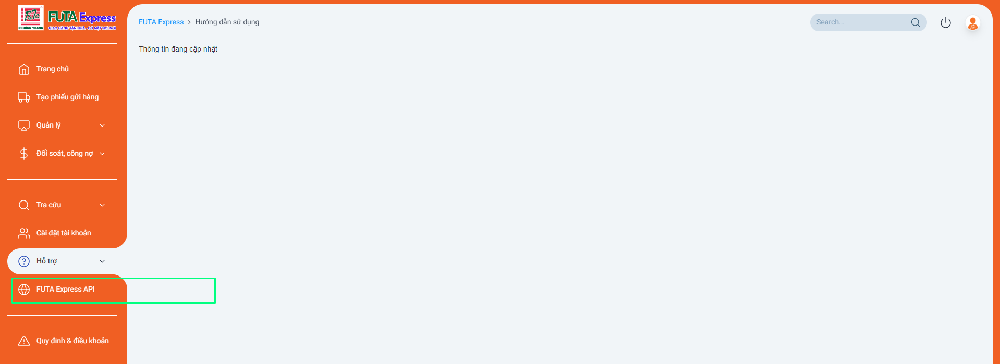 FuTa
PHƯƠNG TRANG
FUTA Express
GIAO HÀNG TẬN NHÀ - CÓ MẶT NƠI NƠI
FUTA Express > Hướng dẫn sử dụng
Search...
Thông tin đang cập nhật
Trang chủ
Tạo phiếu gửi hàng
Quản lý
Đối soát, công nợ
Tra cứu
Cài đặt tài khoản
Hỗ trợ
FUTA Express API
Quy đinh & điều khoản